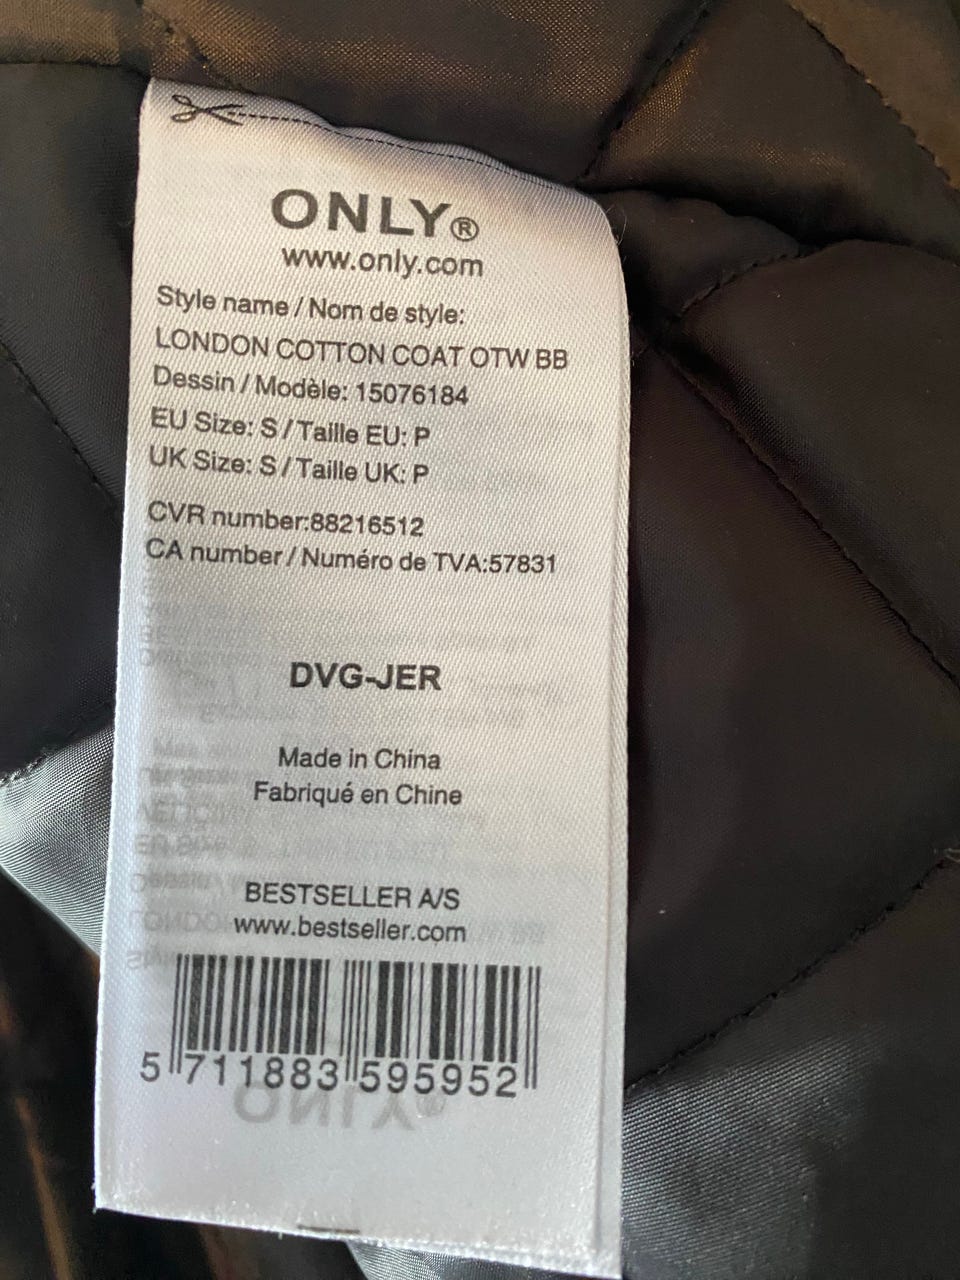 ONLY®
www.only.com
Style name / Nom de style:
LONDON COTTON COAT OTW BB
Dessin / Modèle: 15076184
EU Size: S / Taille EU: P
UK Size: S / Taille UK: P
CVR number:88216512
CA number / Numéro de TVA:57831
DVG-JER
Made in China
Fabriqué en Chine
BESTSELLER A/S
www.bestseller.com
5 711883 595952